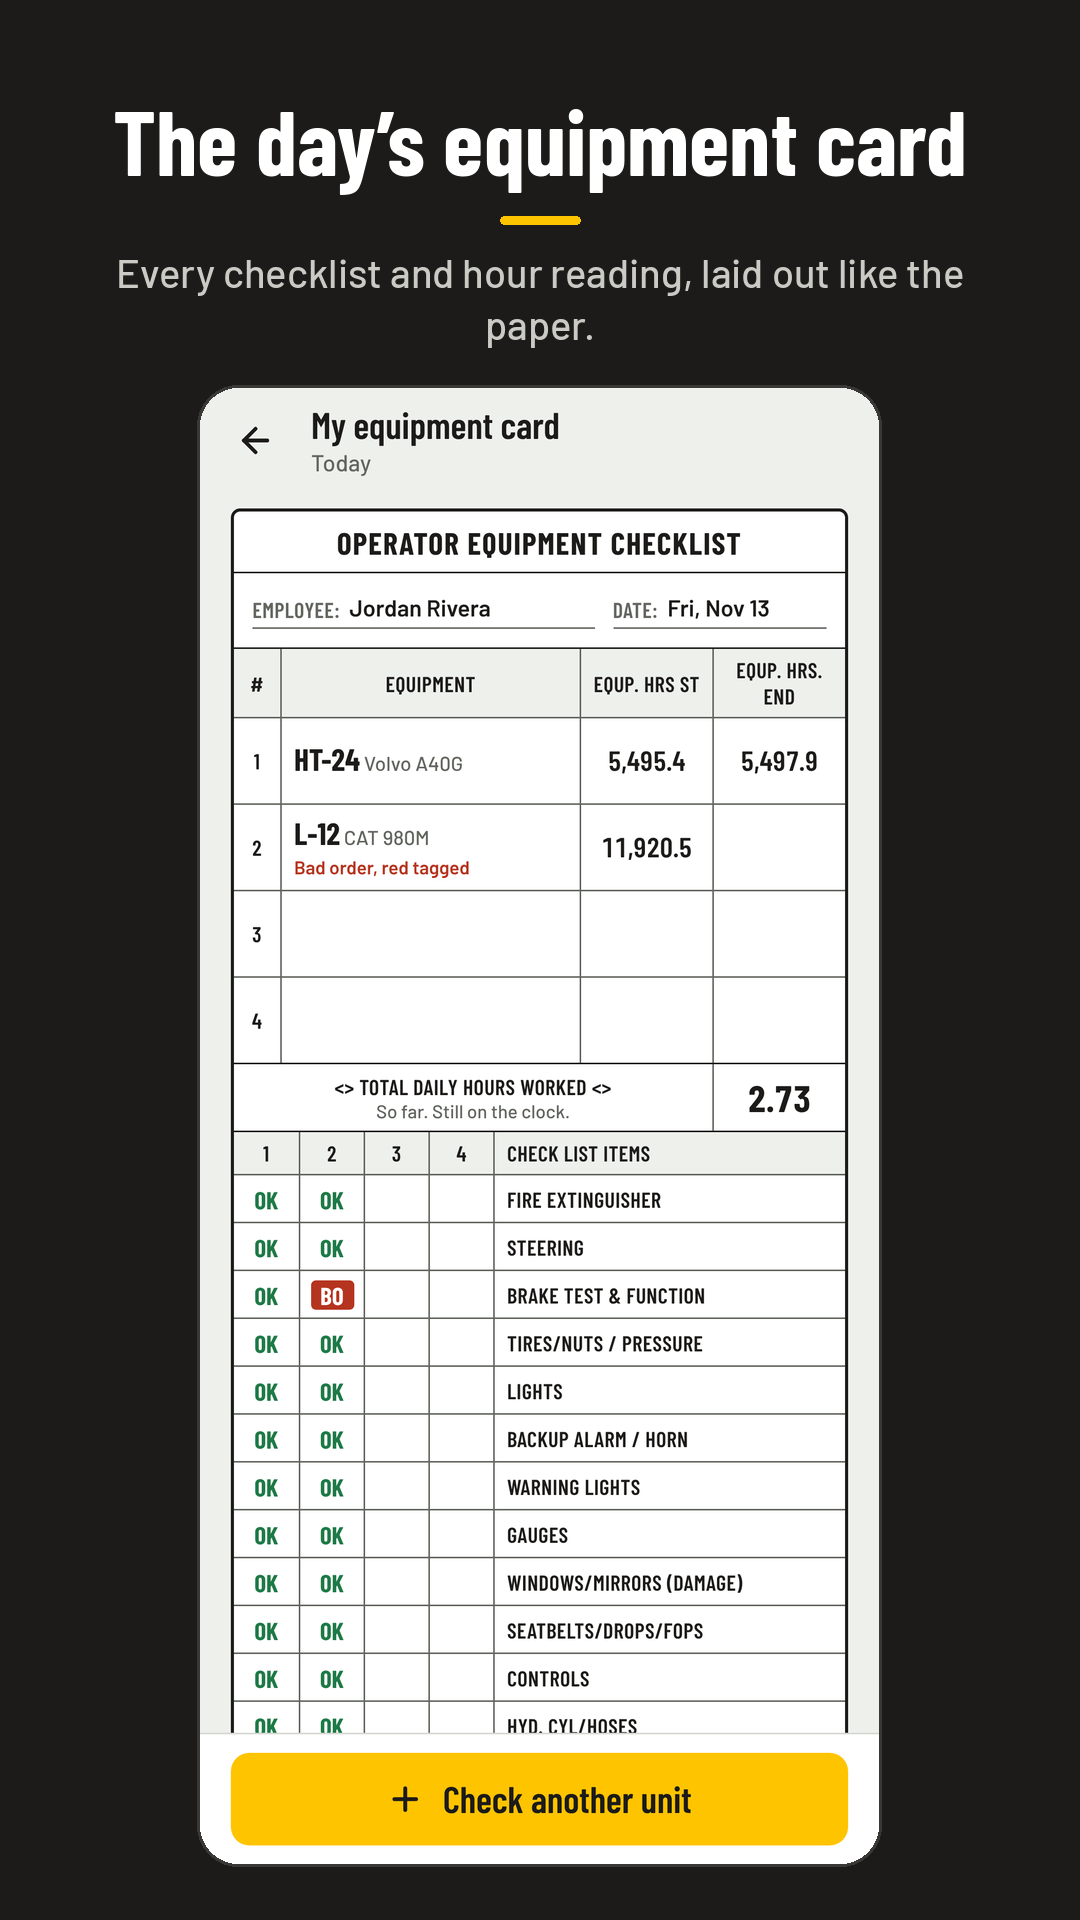 The day's equipment card
Every checklist and hour reading, laid out like the
paper.
My equipment card
Today
OPERATOR EQUIPMENT CHECKLIST
EMPLOYEE: Jordan Rivera DATE: Fri, Nov 13
# EQUIPMENT EQUP. HRS ST EQUP. HRS. END
1 HT-24 Volvo A40G 5,495.4 5,497.9
2 L-12 CAT 980M 11,920.5
Bad order, red tagged
3
4
<> TOTAL DAILY HOURS WORKED <> 2.73
So far. Still on the clock.
1 2 3 4 CHECK LIST ITEMS
OK OK FIRE EXTINGUISHER
OK OK STEERING
OK BO BRAKE TEST & FUNCTION
OK OK TIRES/NUTS / PRESSURE
OK OK LIGHTS
OK OK BACKUP ALARM / HORN
OK OK WARNING LIGHTS
OK OK GAUGES
OK OK WINDOWS/MIRRORS (DAMAGE)
OK OK SEATBELTS/DROPS/FOPS
OK OK CONTROLS
OK OK HYD. CYL/HOSES
+ Check another unit